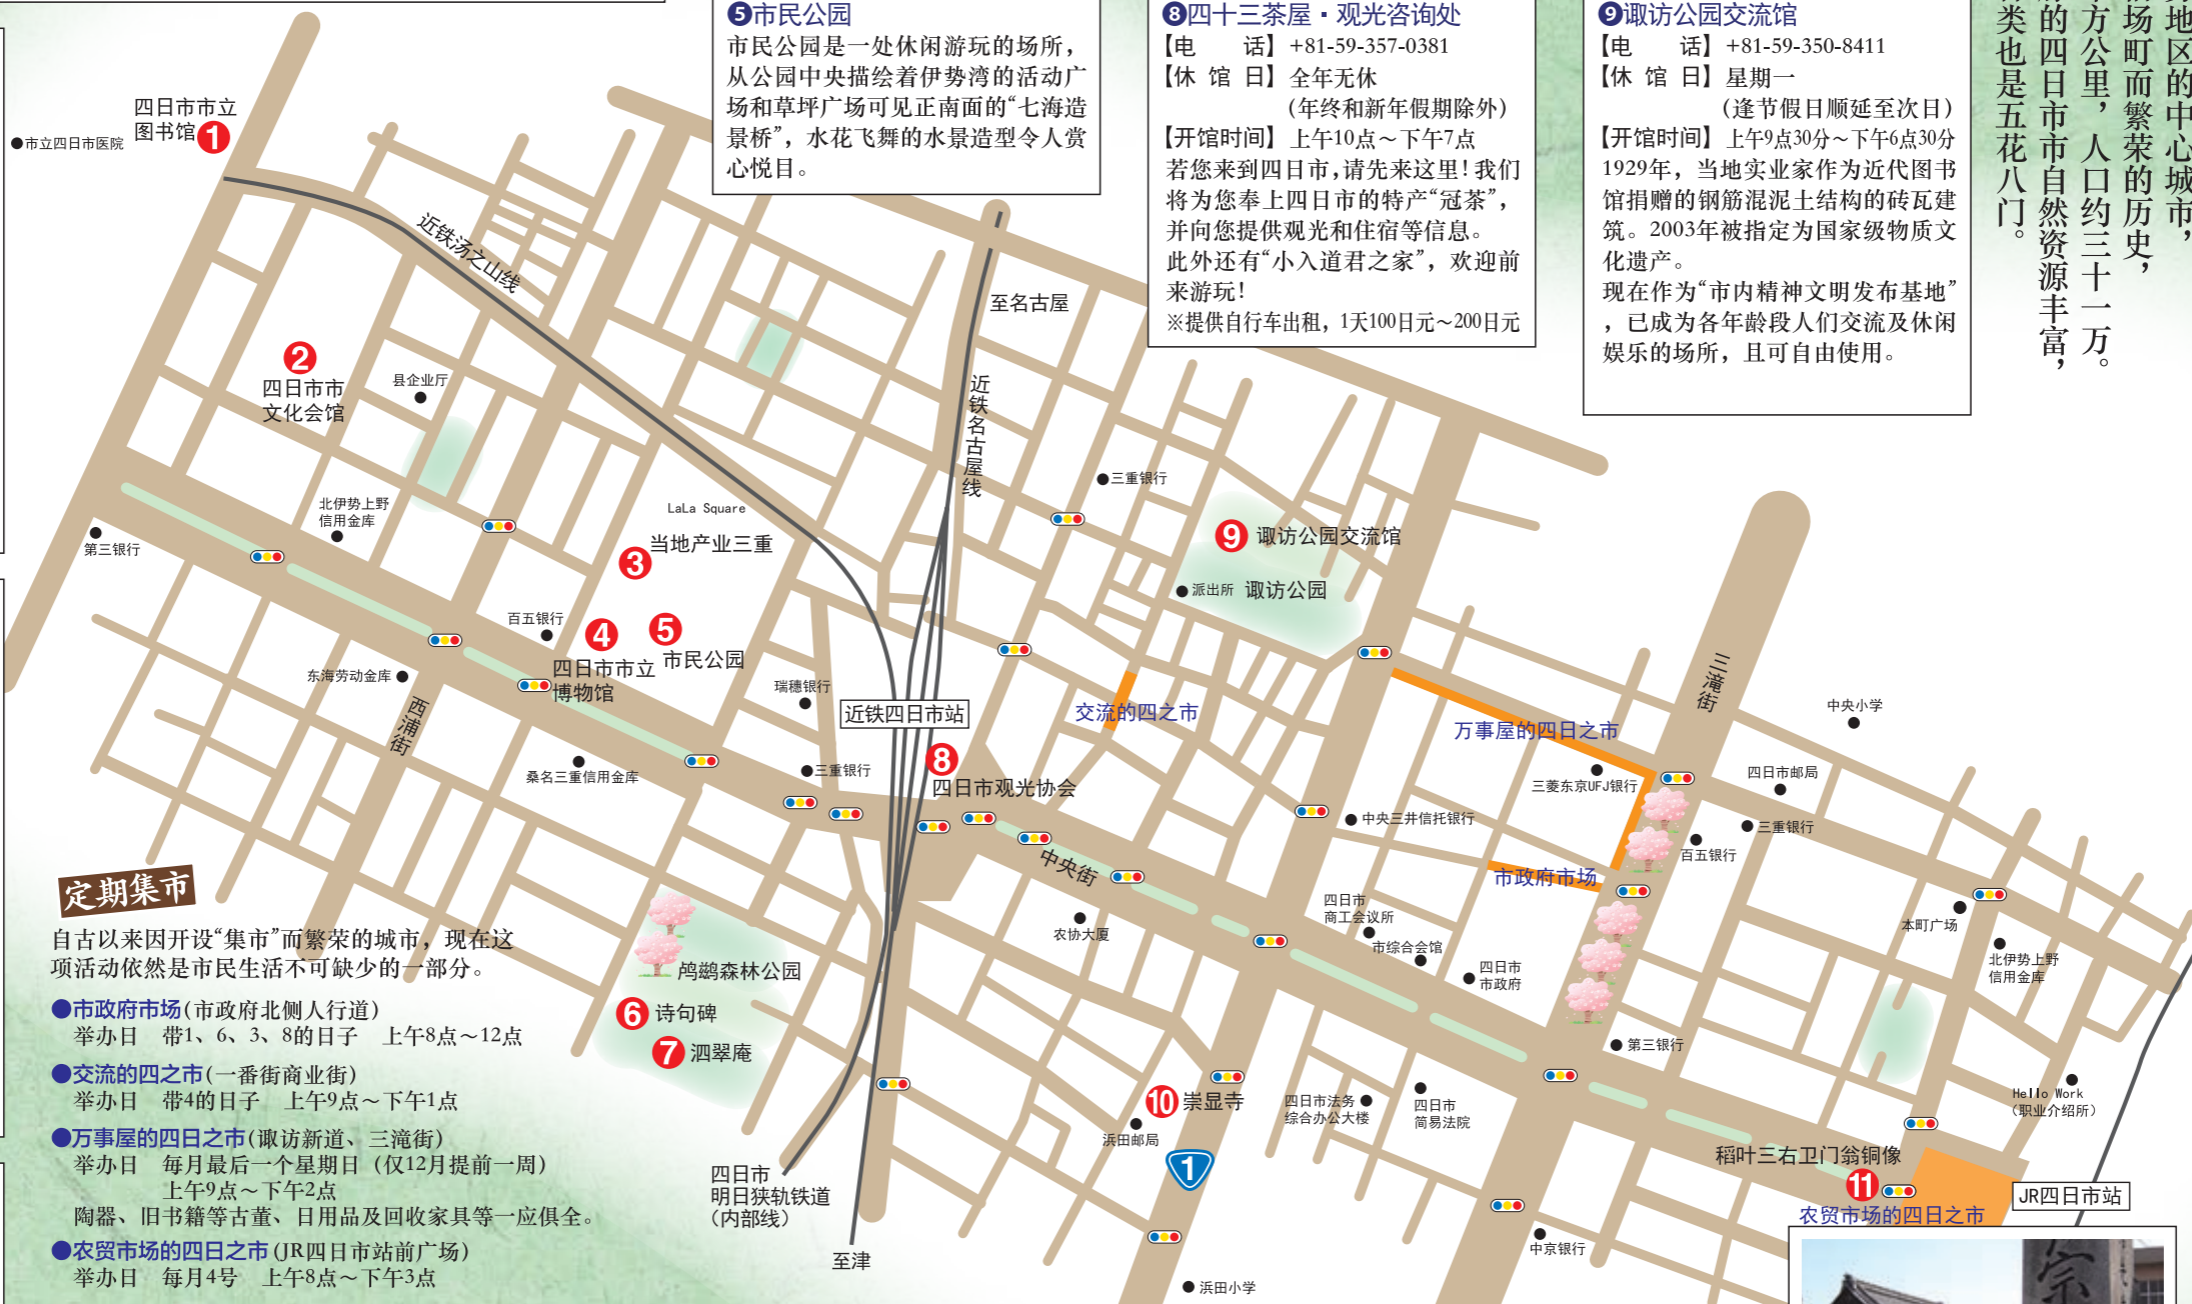 ❺市民公园
市民公园是一处休闲游玩的场所，
从公园中央描绘着伊势湾的活动广
场和草坪广场可见正南面的“七海造
景桥”，水花飞舞的水景造型令人赏
心悦目。
❽四十三茶屋·观光咨询处
【电　　话】+81-59-357-0381
【休 馆 日】全年无休
(年终和新年假期除外)
【开馆时间】上午10点～下午7点
若您来到四日市，请先来这里！我们
将为您奉上四日市的特产“冠茶”，
并向您提供观光和住宿等信息。
此外还有“小入道君之家”，欢迎前
来游玩！
※提供自行车出租，1天100日元～200日元
❾诹访公园交流馆
【电　　话】+81-59-350-8411
【休 馆 日】星期一
(逢节假日顺延至次日)
【开馆时间】上午9点30分～下午6点30分
1929年，当地实业家作为近代图书
馆捐赠的钢筋混泥土结构的砖瓦建
筑。2003年被指定为国家级物质文
化遗产。
现在作为“市内精神文明发布基地”
，已成为各年龄段人们交流及休闲
娱乐的场所，且可自由使用。
地区的中心城市，
场町而繁荣的历史，
方公里，人口约三十一万。
的四日市市自然资源丰富，
类也是五花八门。
四日市市立
图书馆
1
市立四日市医院
近铁汤之山线
至名古屋
近铁名古屋线
2
四日市市
文化会馆
县企业厅
北伊势上野
信用金库
第三银行
LaLa Square
3
当地产业三重
百五银行
4
四日市市立
博物馆
5
市民公园
东海劳动金库
西浦街
桑名三重信用金库
瑞穗银行
三重银行
近铁四日市站
8
四日市观光协会
三重银行
9
诹访公园交流馆
派出所
诹访公园
交流的四之市
万事屋的四日之市
三菱东京UFJ银行
三滝街
中央小学
四日市邮局
三重银行
百五银行
中央三井信托银行
市政府市场
中央街
农协大厦
四日市
商工会议所
市综合会馆
四日市
市政府
本町广场
北伊势上野
信用金库
第三银行
Hello Work
（职业介绍所）
鸬鹚森林公园
6
诗句碑
7
泗翠庵
10
崇显寺
浜田邮局
1
四日市法务
综合办公大楼
四日市
简易法院
稻叶三右卫门翁铜像
11
JR四日市站
农贸市场的四日之市
中京银行
浜田小学
四日市
明日狭轨铁道
（内部线）
至津
定期集市
自古以来因开设“集市”而繁荣的城市，现在这
项活动依然是市民生活不可缺少的一部分。
●市政府市场(市政府北侧人行道)
举办日　带1、6、3、8的日子　上午8点～12点
●交流的四之市(一番街商业街)
举办日　带4的日子　上午9点～下午1点
●万事屋的四日之市(诹访新道、三滝街)
举办日　每月最后一个星期日（仅12月提前一周）
上午9点～下午2点
陶器、旧书籍等古董、日用品及回收家具等一应俱全。
●农贸市场的四日之市(JR四日市站前广场)
举办日　每月4号　上午8点～下午3点
宗